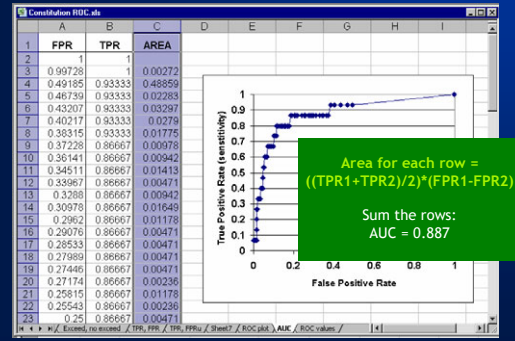 Constitution ROC.xls
A B C D E F G H I
1 FPR TPR AREA
2 1 1
3 0.99728 1 0.00272
4 0.49185 0.93333 0.48859
5 0.46739 0.93333 0.02283
6 0.43207 0.93333 0.03297
7 0.40217 0.93333 0.0279
8 0.38315 0.93333 0.01775
9 0.37228 0.86667 0.00978
10 0.36141 0.86667 0.00942
11 0.34511 0.86667 0.01413
12 0.33967 0.86667 0.00471
13 0.3288 0.86667 0.00942
14 0.30978 0.86667 0.01649
15 0.2962 0.86667 0.01178
16 0.29076 0.86667 0.00471
17 0.28533 0.86667 0.00471
18 0.27989 0.86667 0.00471
19 0.27446 0.86667 0.00471
20 0.27174 0.86667 0.00236
21 0.25815 0.86667 0.01178
22 0.25543 0.86667 0.00236
23 0.25 0.86667 0.00471
True Positive Rate (sensitivity)
1
0.9
0.8
0.7
0.6
0.5
0.4
0.3
0.2
0.1
0
0 0.2 0.4 0.6 0.8 1
False Positive Rate
Area for each row =
((TPR1+TPR2)/2)*(FPR1-FPR2)
Sum the rows:
AUC = 0.887
Exceed, no exceed / TPR, FPR / TPR, FPRu / Sheet7 / ROC plot \ AUC / ROC values /